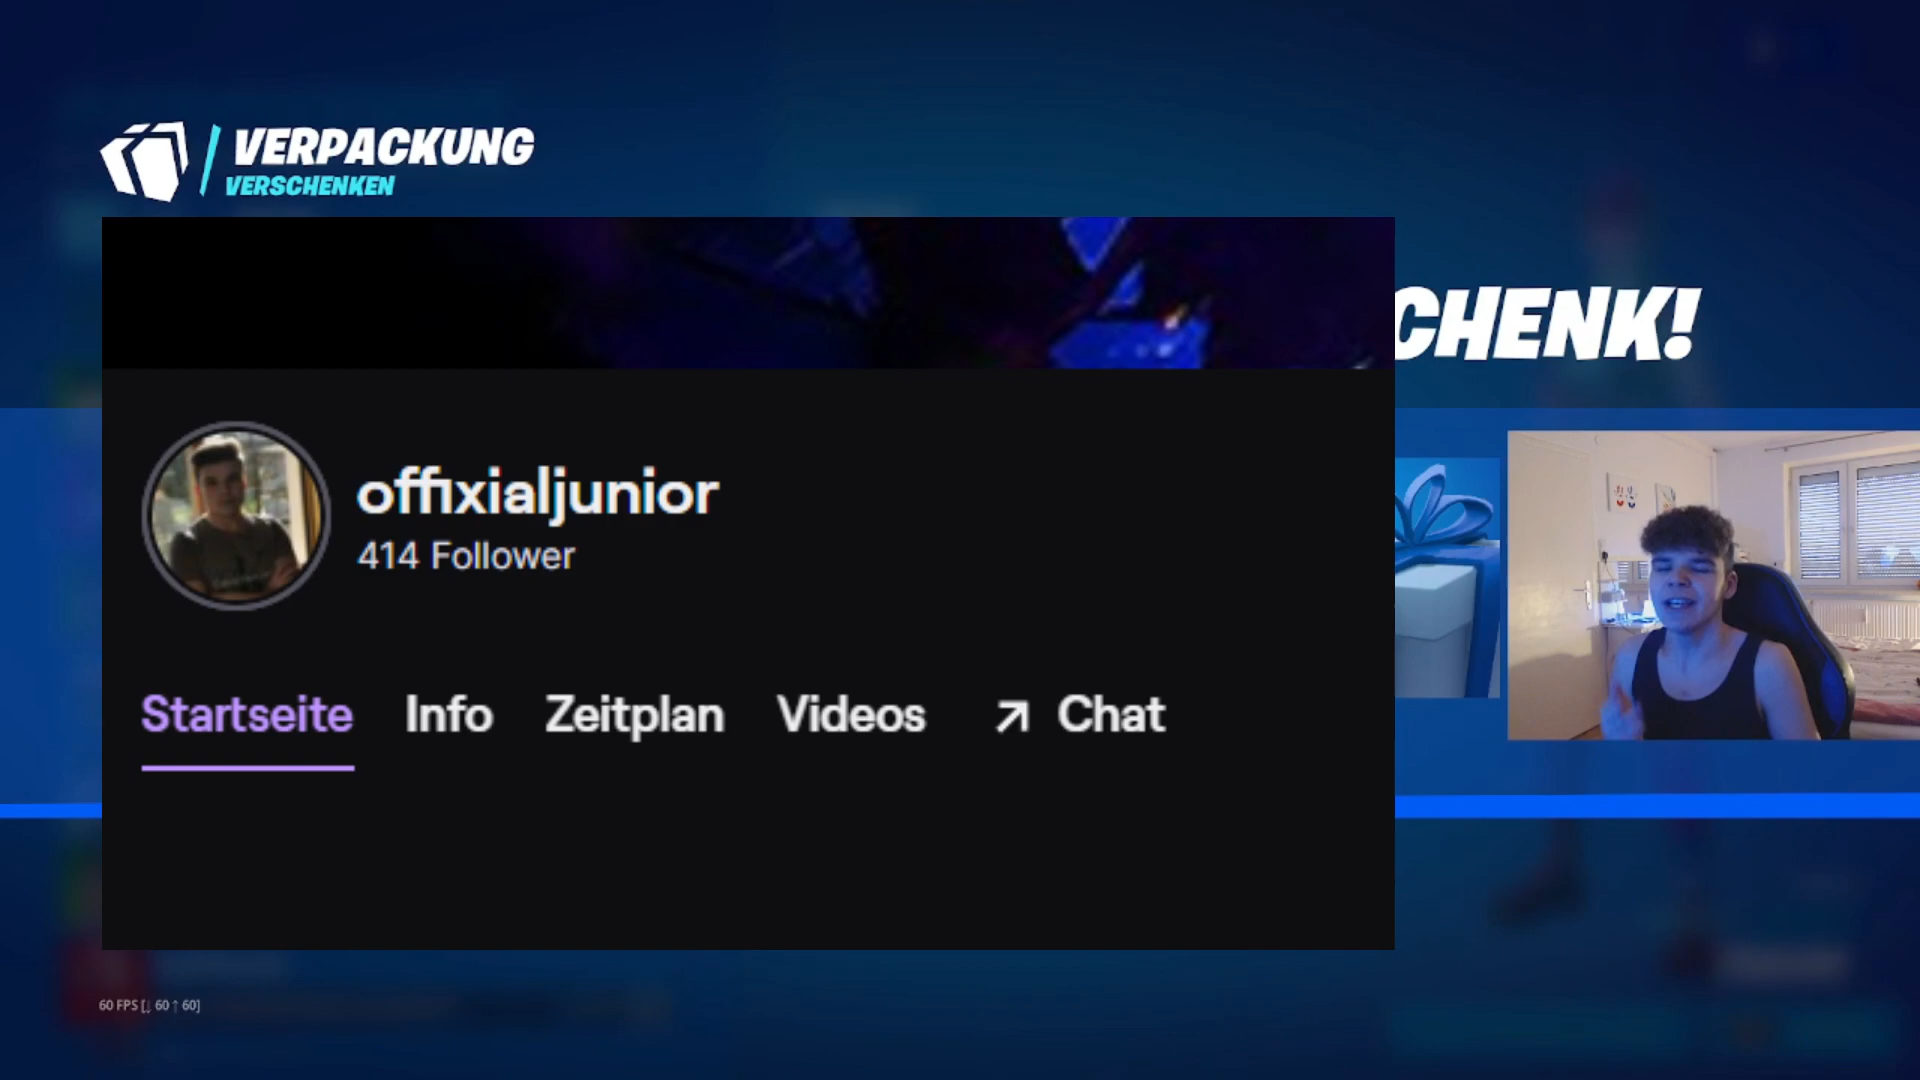 VERPACKUNG
VERSCHENKEN
CHENK!
offixialjunior
414 Follower
Startseite Info Zeitplan Videos Chat
60 FPS [↓ 60 ↑ 60]